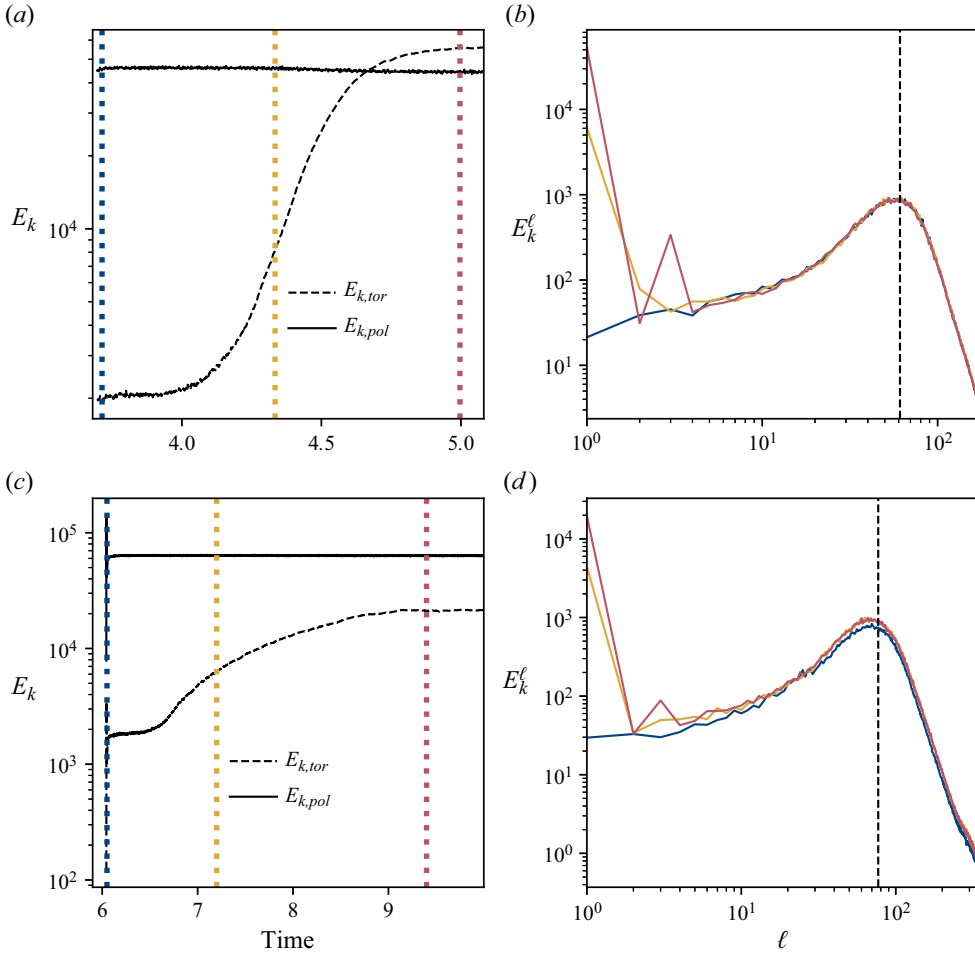 (a)
E_k
10^4
E_{k,tor}
E_{k,pol}
4.0 4.5 5.0
(b)
E_k^ℓ
10^4
10^3
10^2
10^1
10^0 10^1 10^2
(c)
E_k
10^5
10^4
10^3
10^2
E_{k,tor}
E_{k,pol}
6 7 8 9
Time
(d)
E_k^ℓ
10^4
10^3
10^2
10^1
10^0
10^0 10^1 10^2
ℓ